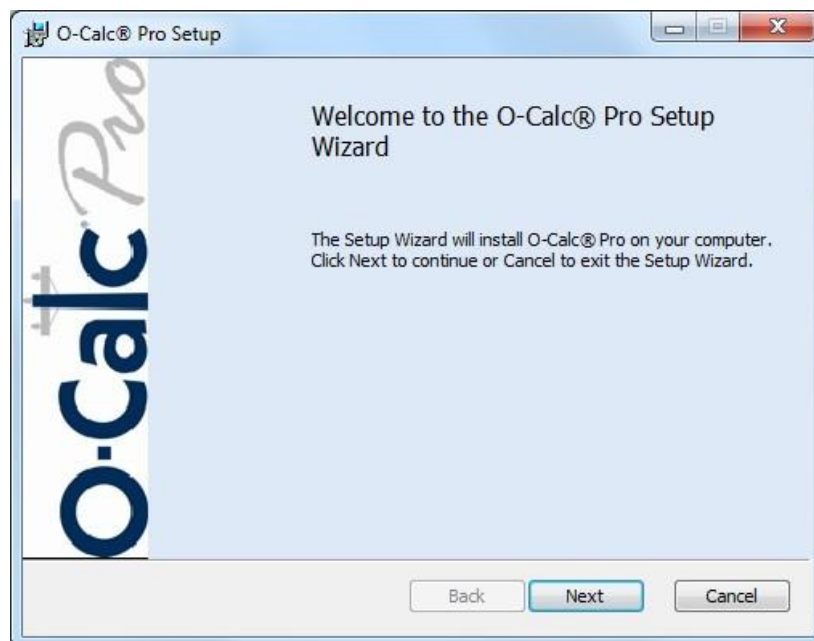 O-Calc® Pro Setup
O-Calc Pro
Welcome to the O-Calc® Pro Setup
Wizard
The Setup Wizard will install O-Calc® Pro on your computer.
Click Next to continue or Cancel to exit the Setup Wizard.
Back Next Cancel